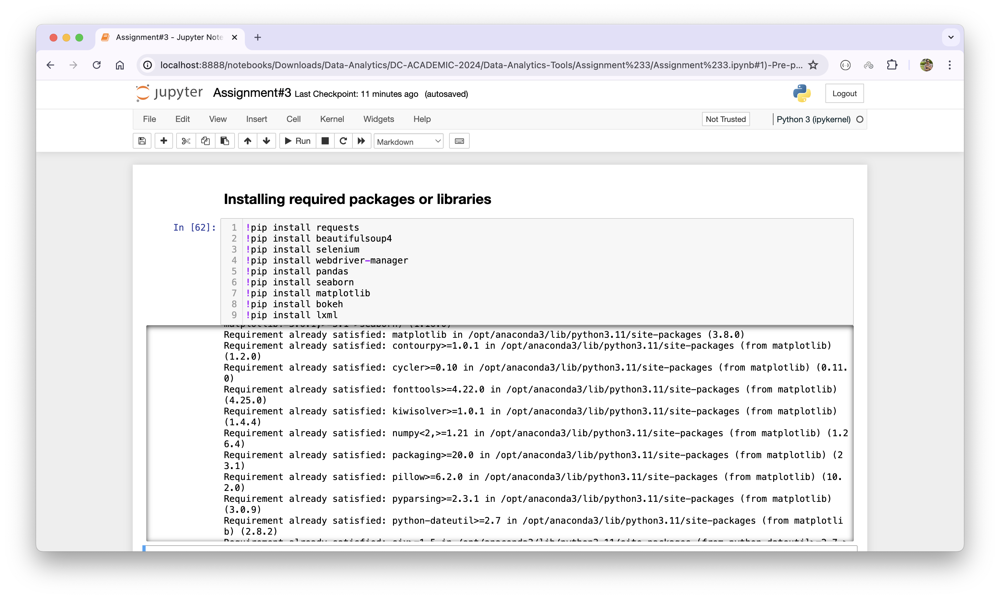 Assignment#3 - Jupyter Note
localhost:8888/notebooks/Downloads/Data-Analytics/DC-ACADEMIC-2024/Data-Analytics-Tools/Assignment%233/Assignment%233.ipynb#1)-Pre-p...
jupyter Assignment#3 Last Checkpoint: 11 minutes ago (autosaved)
Logout
File Edit View Insert Cell Kernel Widgets Help Not Trusted Python 3 (ipykernel)
Run Markdown
Installing required packages or libraries
In [62]:
1 !pip install requests
2 !pip install beautifulsoup4
3 !pip install selenium
4 !pip install webdriver-manager
5 !pip install pandas
6 !pip install seaborn
7 !pip install matplotlib
8 !pip install bokeh
9 !pip install lxml
Requirement already satisfied: matplotlib in /opt/anaconda3/lib/python3.11/site-packages (3.8.0)
Requirement already satisfied: contourpy>=1.0.1 in /opt/anaconda3/lib/python3.11/site-packages (from matplotlib)
(1.2.0)
Requirement already satisfied: cycler>=0.10 in /opt/anaconda3/lib/python3.11/site-packages (from matplotlib) (0.11.
0)
Requirement already satisfied: fonttools>=4.22.0 in /opt/anaconda3/lib/python3.11/site-packages (from matplotlib)
(4.25.0)
Requirement already satisfied: kiwisolver>=1.0.1 in /opt/anaconda3/lib/python3.11/site-packages (from matplotlib)
(1.4.4)
Requirement already satisfied: numpy<2,>=1.21 in /opt/anaconda3/lib/python3.11/site-packages (from matplotlib) (1.2
6.4)
Requirement already satisfied: packaging>=20.0 in /opt/anaconda3/lib/python3.11/site-packages (from matplotlib) (2
3.1)
Requirement already satisfied: pillow>=6.2.0 in /opt/anaconda3/lib/python3.11/site-packages (from matplotlib) (10.
2.0)
Requirement already satisfied: pyparsing>=2.3.1 in /opt/anaconda3/lib/python3.11/site-packages (from matplotlib)
(3.0.9)
Requirement already satisfied: python-dateutil>=2.7 in /opt/anaconda3/lib/python3.11/site-packages (from matplotli
b) (2.8.2)